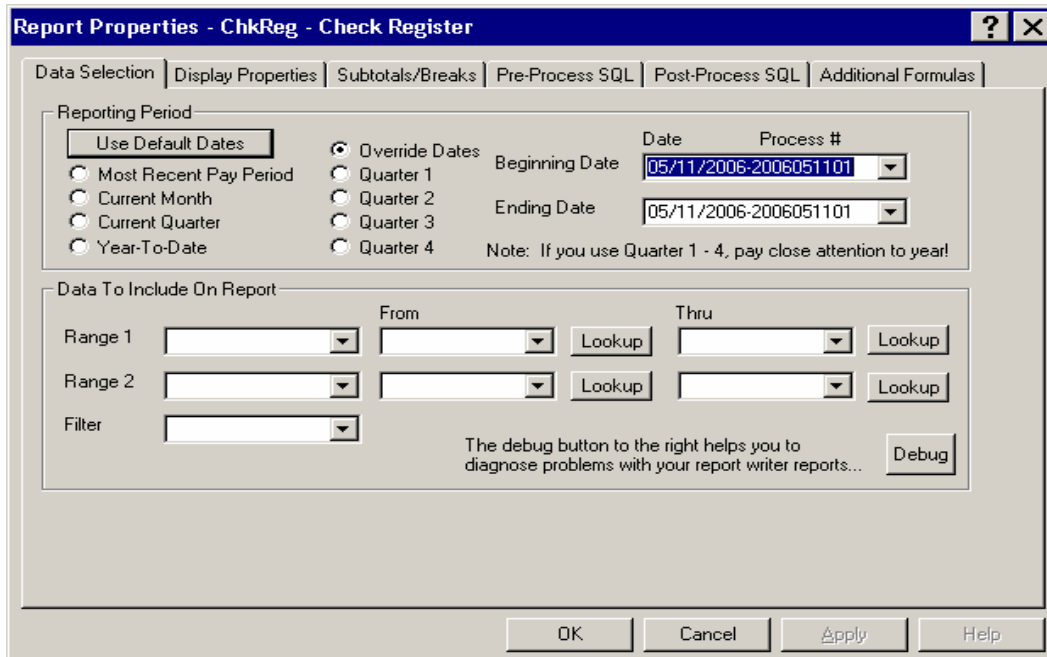 Report Properties - ChkReg - Check Register
? X
Data Selection Display Properties Subtotals/Breaks Pre-Process SQL Post-Process SQL Additional Formulas
Reporting Period
Use Default Dates
Most Recent Pay Period
Current Month
Current Quarter
Year-To-Date
Override Dates
Quarter 1
Quarter 2
Quarter 3
Quarter 4
Date Process #
Beginning Date 05/11/2006-2006051101
Ending Date 05/11/2006-2006051101
Note: If you use Quarter 1 - 4, pay close attention to year!
Data To Include On Report
From Thru
Range 1 Lookup Lookup
Range 2 Lookup Lookup
Filter
The debug button to the right helps you to
diagnose problems with your report writer reports...
Debug
OK Cancel Apply Help